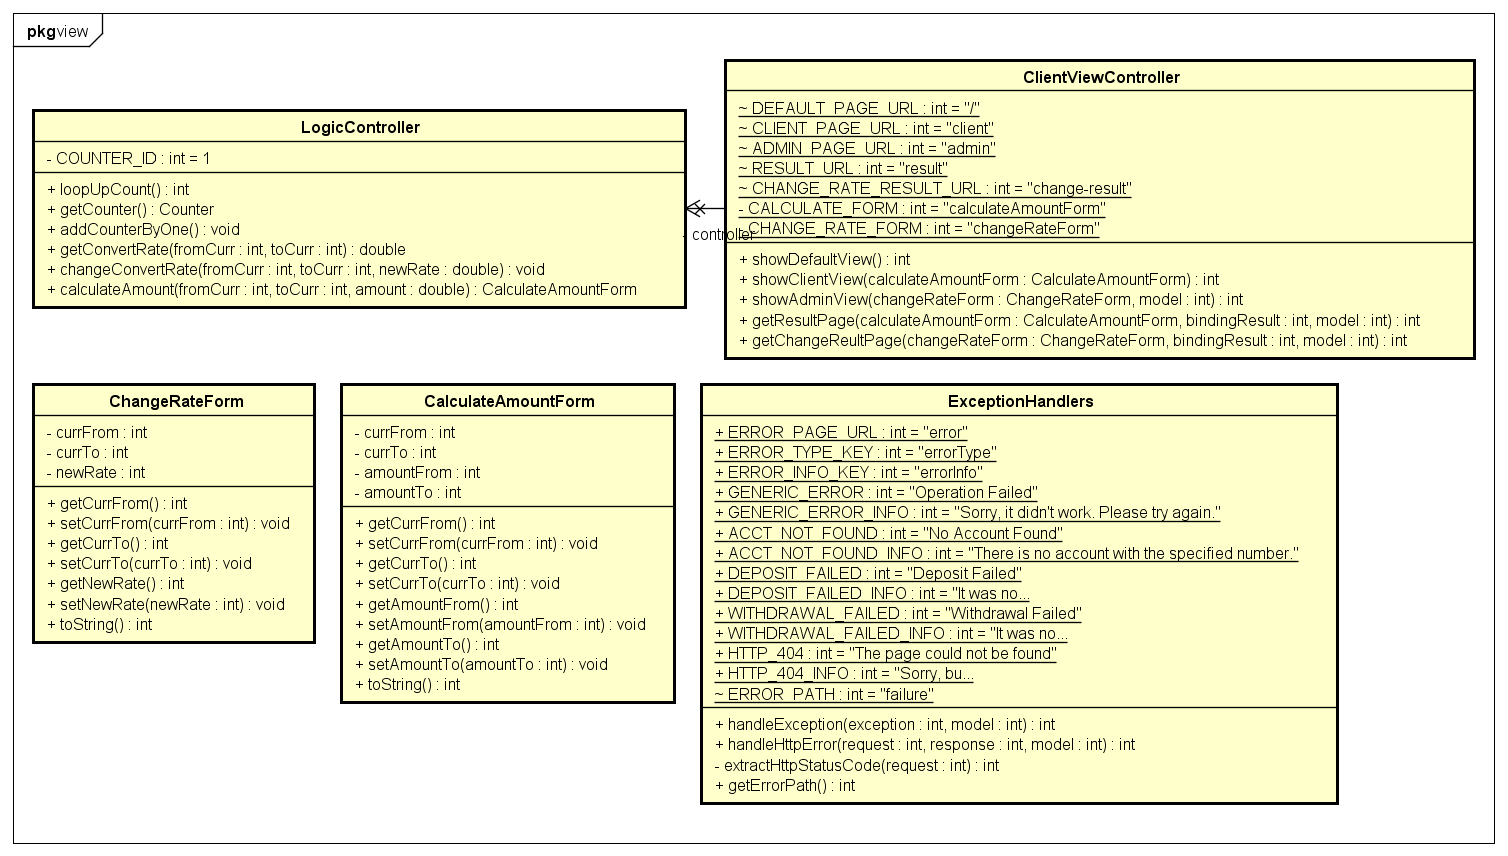 pkg view
LogicController
- COUNTER_ID : int = 1
+ loopUpCount() : int
+ getCounter() : Counter
+ addCounterByOne() : void
+ getConvertRate(fromCurr : int, toCurr : int) : double
+ changeConvertRate(fromCurr : int, toCurr : int, newRate : double) : void
+ calculateAmount(fromCurr : int, toCurr : int, amount : double) : CalculateAmountForm
- controller
ClientViewController
~ DEFAULT_PAGE_URL : int = "/"
~ CLIENT_PAGE_URL : int = "client"
~ ADMIN_PAGE_URL : int = "admin"
~ RESULT_URL : int = "result"
~ CHANGE_RATE_RESULT_URL : int = "change-result"
- CALCULATE_FORM : int = "calculateAmountForm"
- CHANGE_RATE_FORM : int = "changeRateForm"
+ showDefaultView() : int
+ showClientView(calculateAmountForm : CalculateAmountForm) : int
+ showAdminView(changeRateForm : ChangeRateForm, model : int) : int
+ getResultPage(calculateAmountForm : CalculateAmountForm, bindingResult : int, model : int) : int
+ getChangeReultPage(changeRateForm : ChangeRateForm, bindingResult : int, model : int) : int
ChangeRateForm
- currFrom : int
- currTo : int
- newRate : int
+ getCurrFrom() : int
+ setCurrFrom(currFrom : int) : void
+ getCurrTo() : int
+ setCurrTo(currTo : int) : void
+ getNewRate() : int
+ setNewRate(newRate : int) : void
+ toString() : int
CalculateAmountForm
- currFrom : int
- currTo : int
- amountFrom : int
- amountTo : int
+ getCurrFrom() : int
+ setCurrFrom(currFrom : int) : void
+ getCurrTo() : int
+ setCurrTo(currTo : int) : void
+ getAmountFrom() : int
+ setAmountFrom(amountFrom : int) : void
+ getAmountTo() : int
+ setAmountTo(amountTo : int) : void
+ toString() : int
ExceptionHandlers
+ ERROR_PAGE_URL : int = "error"
+ ERROR_TYPE_KEY : int = "errorType"
+ ERROR_INFO_KEY : int = "errorInfo"
+ GENERIC_ERROR : int = "Operation Failed"
+ GENERIC_ERROR_INFO : int = "Sorry, it didn't work. Please try again."
+ ACCT_NOT_FOUND : int = "No Account Found"
+ ACCT_NOT_FOUND_INFO : int = "There is no account with the specified number."
+ DEPOSIT_FAILED : int = "Deposit Failed"
+ DEPOSIT_FAILED_INFO : int = "It was no...
+ WITHDRAWAL_FAILED : int = "Withdrawal Failed"
+ WITHDRAWAL_FAILED_INFO : int = "It was no...
+ HTTP_404 : int = "The page could not be found"
+ HTTP_404_INFO : int = "Sorry, bu...
~ ERROR_PATH : int = "failure"
+ handleException(exception : int, model : int) : int
+ handleHttpError(request : int, response : int, model : int) : int
- extractHttpStatusCode(request : int) : int
+ getErrorPath() : int